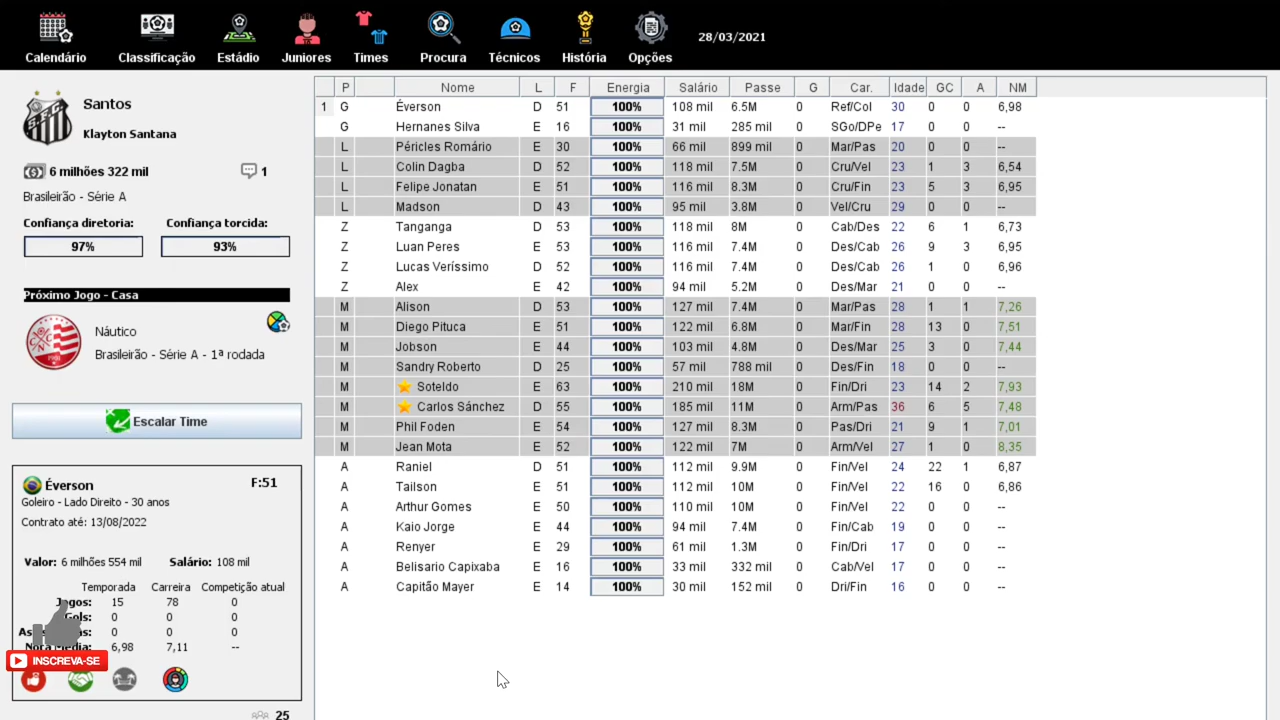 Calendário Classificação Estádio Juniores Times Procura Técnicos História Opções 28/03/2021
Santos
Klayton Santana
6 milhões 322 mil 1
Brasileirão - Série A
Confiança diretoria: Confiança torcida:
97% 93%
Próximo Jogo - Casa
Náutico
Brasileirão - Série A - 1ª rodada
Escalar Time
Éverson F:51
Goleiro - Lado Direito - 30 anos
Contrato até: 13/08/2022
Valor: 6 milhões 554 mil Salário: 108 mil
Temporada Carreira Competição atual
Jogos: 15 78 0
Gols: 0 0 0
0 0 0
6,98 7,11 --
INSCREVA-SE
25
P Nome L F Energia Salário Passe G Car. Idade GC A NM
1 G Éverson D 51 100% 108 mil 6.5M 0 Ref/Col 30 0 0 6,98
G Hernanes Silva E 16 100% 31 mil 285 mil 0 SGo/DPe 17 0 0 --
L Péricles Romário E 30 100% 66 mil 899 mil 0 Mar/Pas 20 0 0 --
L Colin Dagba D 52 100% 118 mil 7.5M 0 Cru/Vel 23 1 3 6,54
L Felipe Jonatan E 51 100% 116 mil 8.3M 0 Cru/Fin 23 5 3 6,95
L Madson D 43 100% 95 mil 3.8M 0 Vel/Cru 29 0 0 --
Z Tanganga D 53 100% 118 mil 8M 0 Cab/Des 22 6 1 6,73
Z Luan Peres E 53 100% 116 mil 7.4M 0 Des/Cab 26 9 3 6,95
Z Lucas Veríssimo D 52 100% 116 mil 7.4M 0 Des/Cab 26 1 0 6,96
Z Alex E 42 100% 94 mil 5.2M 0 Des/Mar 21 0 0 --
M Alison D 53 100% 127 mil 7.4M 0 Mar/Pas 28 1 1 7,26
M Diego Pituca E 51 100% 122 mil 6.8M 0 Mar/Fin 28 13 0 7,51
M Jobson E 44 100% 103 mil 4.8M 0 Des/Mar 25 3 0 7,44
M Sandry Roberto D 25 100% 57 mil 788 mil 0 Des/Fin 18 0 0 --
M Soteldo E 63 100% 210 mil 18M 0 Fin/Dri 23 14 2 7,93
M Carlos Sánchez D 55 100% 185 mil 11M 0 Arm/Pas 36 6 5 7,48
M Phil Foden E 54 100% 127 mil 8.3M 0 Pas/Dri 21 9 1 7,01
M Jean Mota E 52 100% 122 mil 7M 0 Arm/Vel 27 1 0 8,35
A Raniel D 51 100% 112 mil 9.9M 0 Fin/Vel 24 22 1 6,87
A Tailson E 51 100% 112 mil 10M 0 Fin/Vel 22 16 0 6,86
A Arthur Gomes E 50 100% 110 mil 10M 0 Fin/Vel 22 0 0 --
A Kaio Jorge E 44 100% 94 mil 7.4M 0 Fin/Cab 19 0 0 --
A Renyer E 29 100% 61 mil 1.3M 0 Fin/Dri 17 0 0 --
A Belisario Capixaba E 16 100% 33 mil 332 mil 0 Cab/Vel 17 0 0 --
A Capitão Mayer E 14 100% 30 mil 152 mil 0 Dri/Fin 16 0 0 --